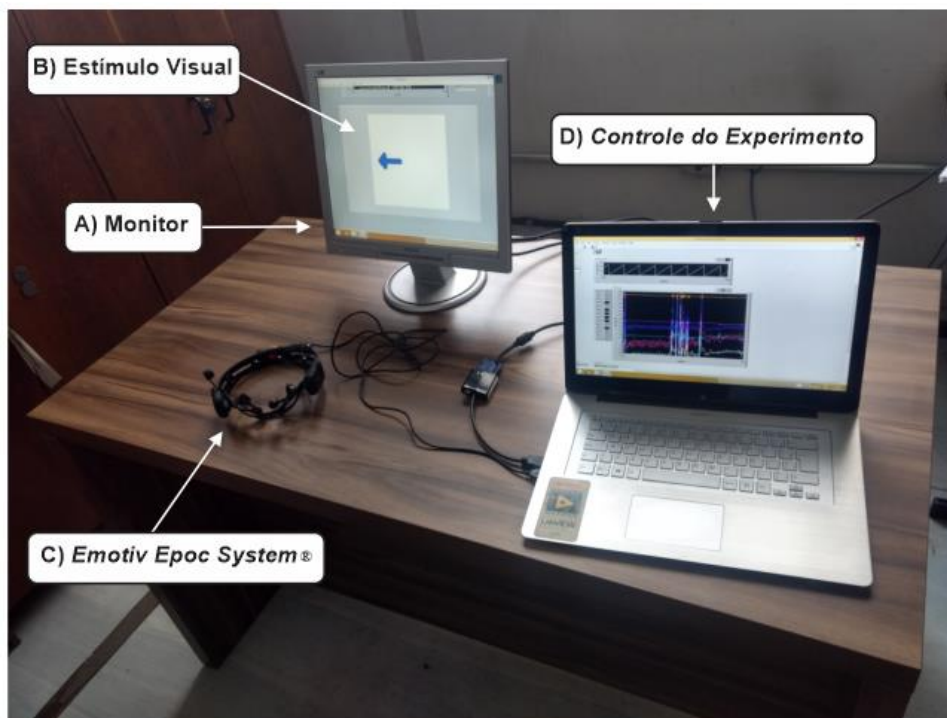 B) Estímulo Visual
D) Controle do Experimento
A) Monitor
C) Emotiv Epoc System®